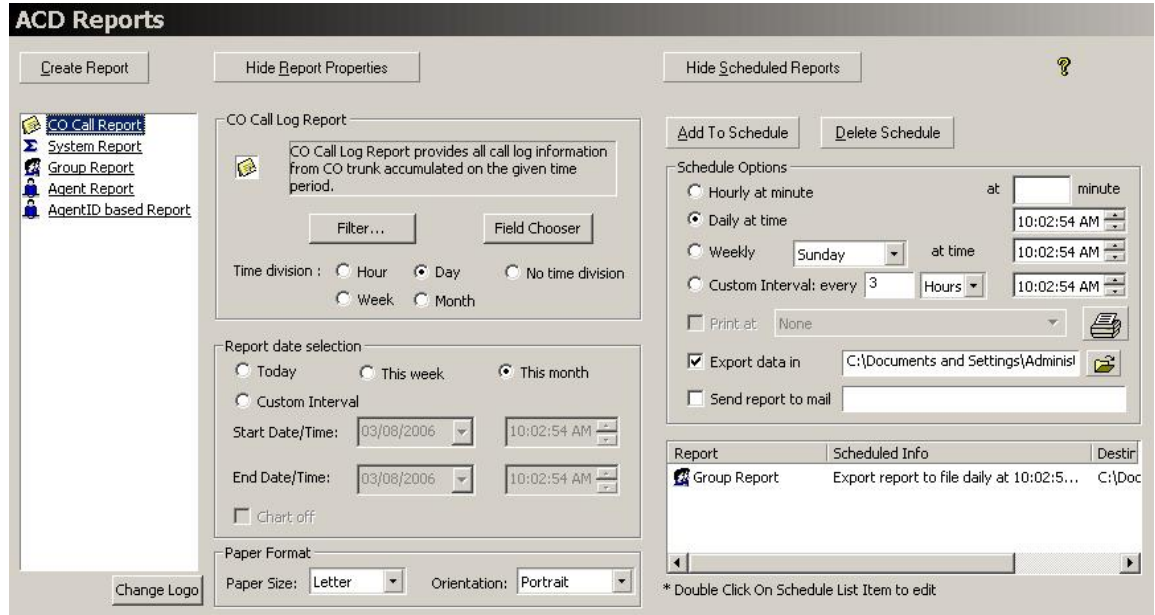 ACD Reports
Create Report
Hide Report Properties
Hide Scheduled Reports
CO Call Report
System Report
Group Report
Agent Report
AgentID based Report
Change Logo
CO Call Log Report
CO Call Log Report provides all call log information
from CO trunk accumulated on the given time
period.
Filter...
Field Chooser
Time division :
Hour
Day
No time division
Week
Month
Report date selection
Today
This week
This month
Custom Interval
Start Date/Time:
03/08/2006
10:02:54 AM
End Date/Time:
03/08/2006
10:02:54 AM
Chart off
Paper Format
Paper Size:
Letter
Orientation:
Portrait
Add To Schedule
Delete Schedule
Schedule Options
Hourly at minute
at
minute
Daily at time
10:02:54 AM
Weekly
Sunday
at time
10:02:54 AM
Custom Interval: every
3
Hours
10:02:54 AM
Print at
None
Export data in
C:\Documents and Settings\Adminis
Send report to mail
Report
Scheduled Info
Destir
Group Report
Export report to file daily at 10:02:5...
C:\Doc
* Double Click On Schedule List Item to edit